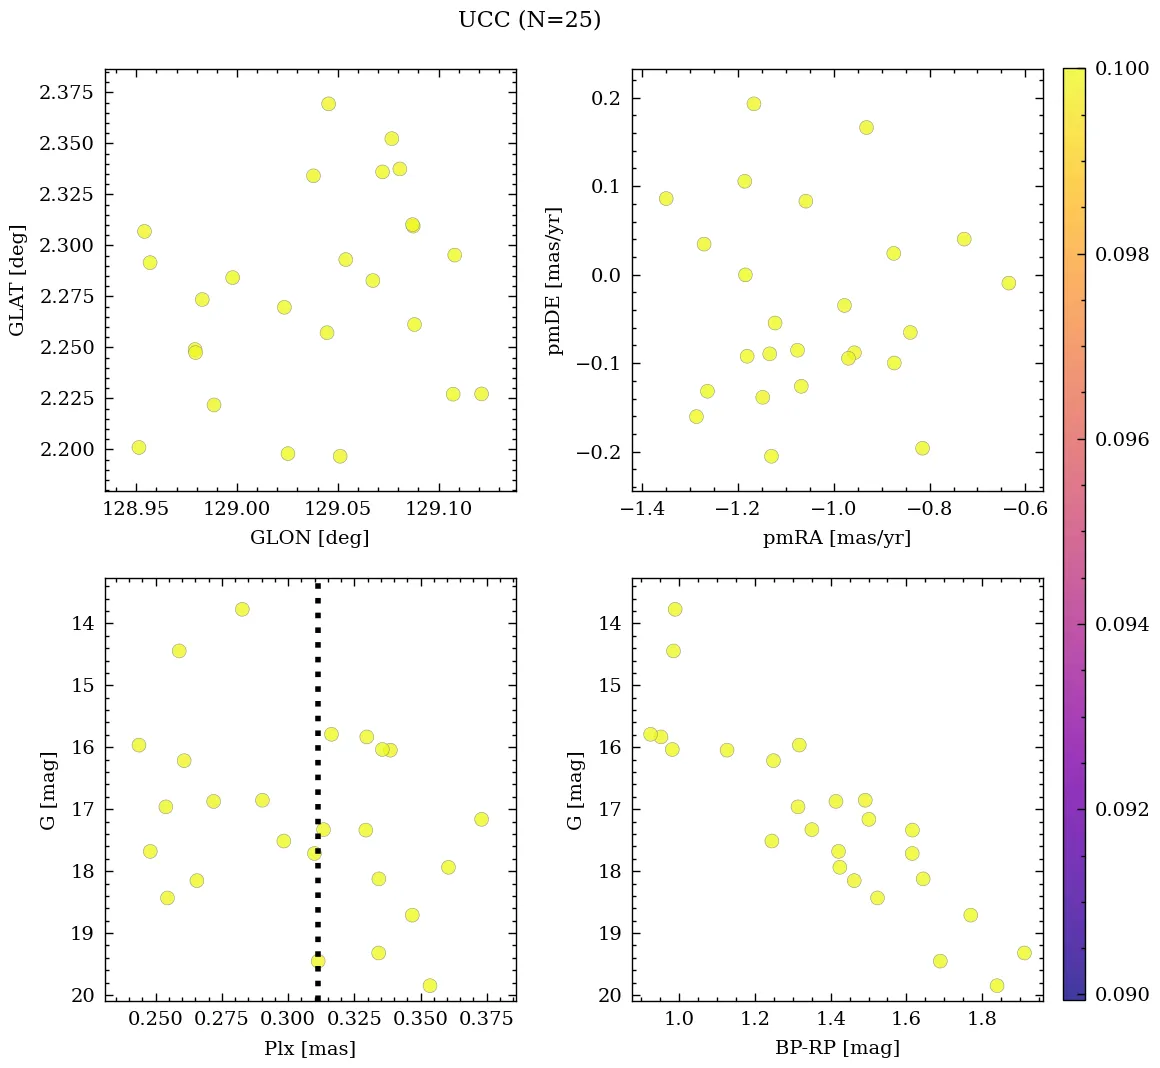 UCC (N=25)
2.375
2.350
2.325
2.300
2.275
2.250
2.225
2.200
GLAT [deg]
128.95 129.00 129.05 129.10
GLON [deg]
0.2
0.1
0.0
−0.1
−0.2
pmDE [mas/yr]
−1.4 −1.2 −1.0 −0.8 −0.6
pmRA [mas/yr]
14
15
16
17
18
19
20
G [mag]
0.250 0.275 0.300 0.325 0.350 0.375
Plx [mas]
14
15
16
17
18
19
20
G [mag]
1.0 1.2 1.4 1.6 1.8
BP-RP [mag]
0.100
0.098
0.096
0.094
0.092
0.090